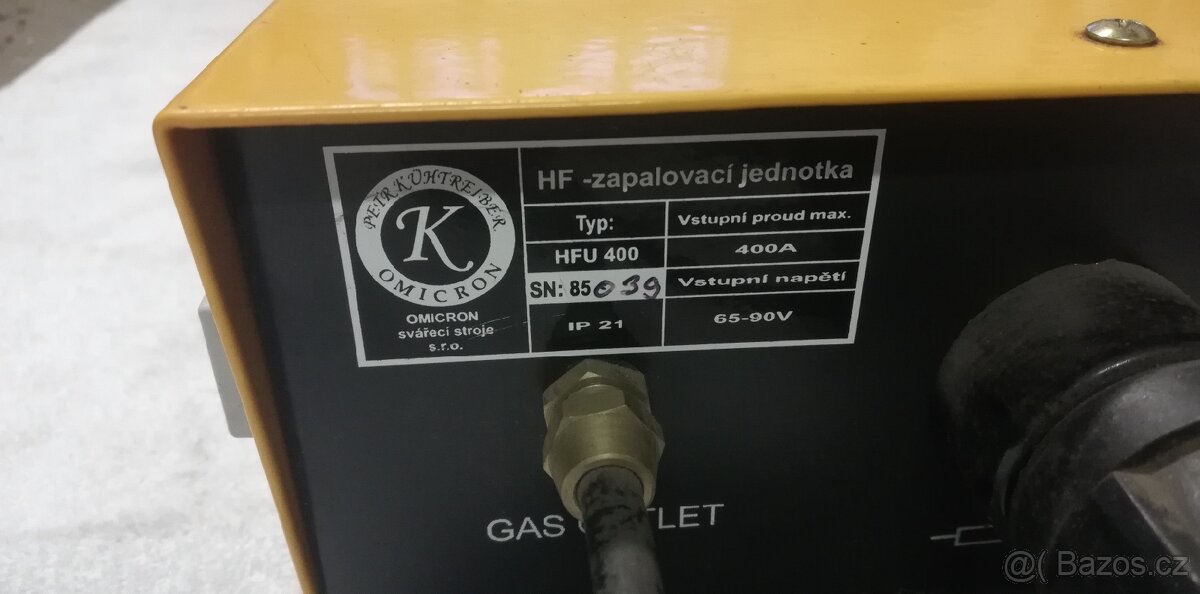 PETR KÜHTREIBER
K
OMICRON
OMICRON
svářecí stroje
s.r.o.
HF -zapalovací jednotka
Typ:
HFU 400
SN: 85039
IP 21
Vstupní proud max.
400A
Vstupní napětí
65-90V
GAS OUTLET
@( Bazos.cz